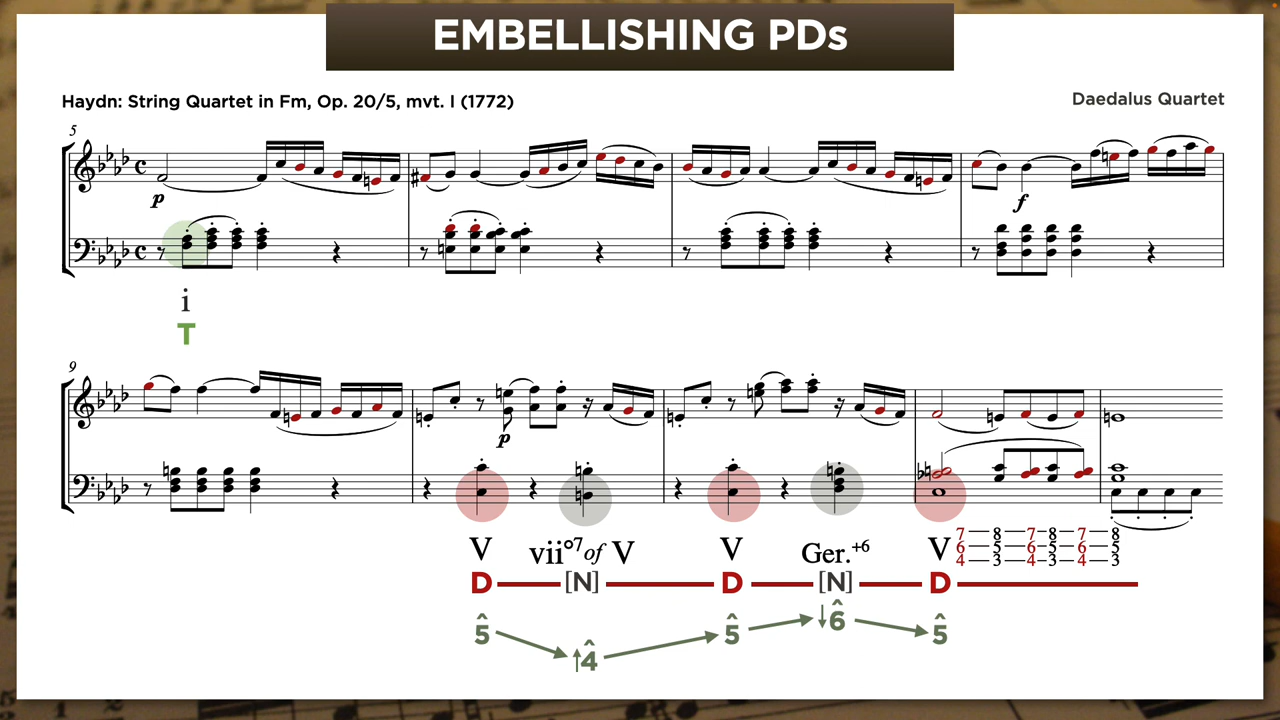 EMBELLISHING PDs
Haydn: String Quartet in Fm, Op. 20/5, mvt. I (1772)
Daedalus Quartet
5
p
f
i
T
9
p
V vii°7 of V V Ger.+6 V 7 — 8 — 7 — 8 — 7 — 8
6 — 5 — 6 — 5 — 6 — 5
4 — 3 — 4 — 3 — 4 — 3
D [N] D [N] D
5̂ ↑4̂ 5̂ ↓6̂ 5̂